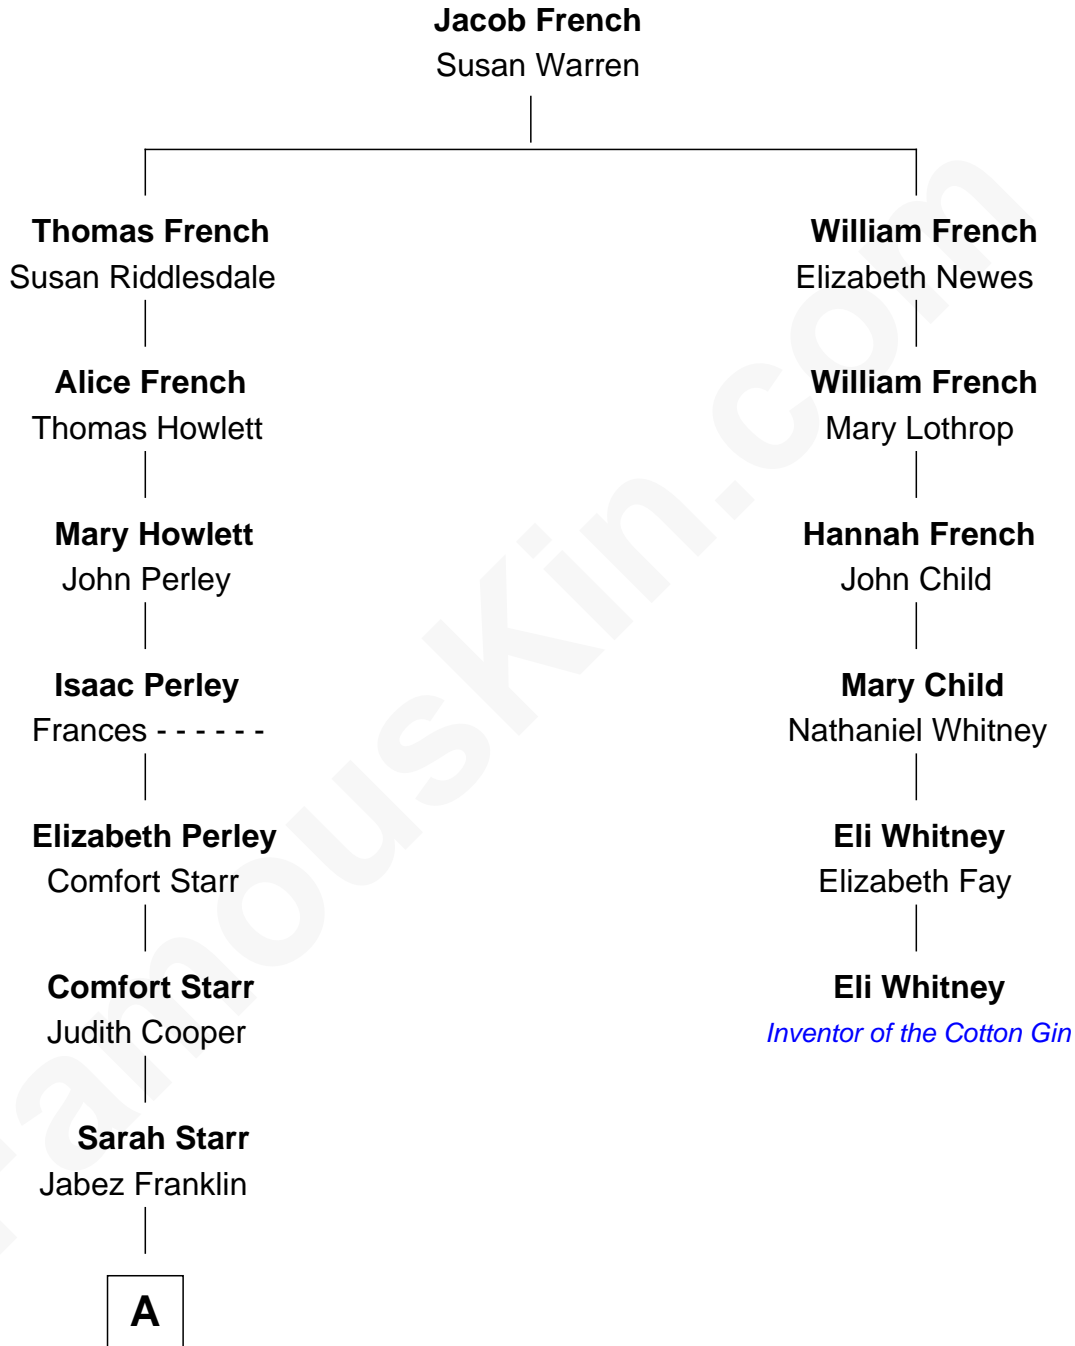 Jacob French
Susan Warren
Thomas French
Susan Riddlesdale
Alice French
Thomas Howlett
Mary Howlett
John Perley
Isaac Perley
Frances - - - - - -
Elizabeth Perley
Comfort Starr
Comfort Starr
Judith Cooper
Sarah Starr
Jabez Franklin
A
William French
Elizabeth Newes
William French
Mary Lothrop
Hannah French
John Child
Mary Child
Nathaniel Whitney
Eli Whitney
Elizabeth Fay
Eli Whitney
Inventor of the Cotton Gin
FamousKin.com